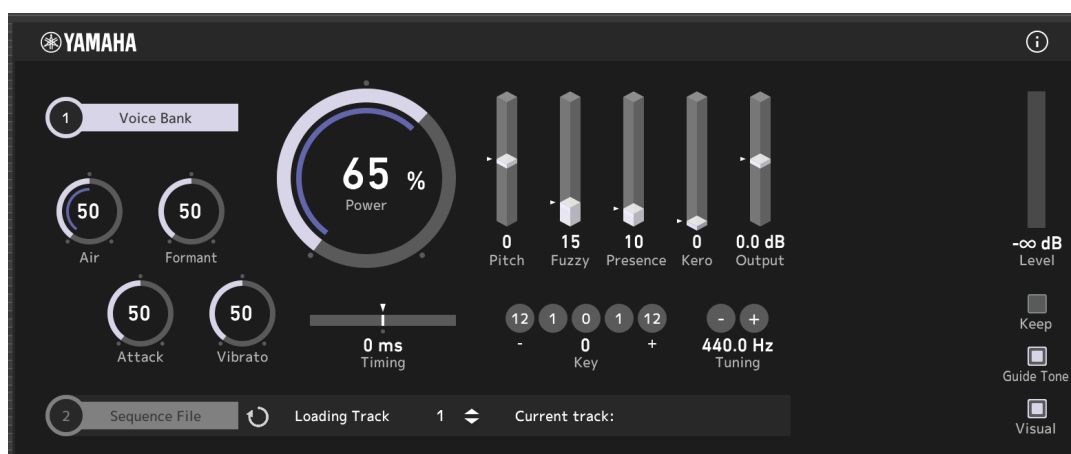 YAMAHA
i
1 Voice Bank
50
Air
50
Formant
50
Attack
50
Vibrato
65 %
Power
0
Pitch
15
Fuzzy
10
Presence
0
Kero
0.0 dB
Output
-∞ dB
Level
0 ms
Timing
12 1 0 1 12
- 0 +
Key
- +
440.0 Hz
Tuning
Keep
Guide Tone
Visual
2 Sequence File
Loading Track 1
Current track: